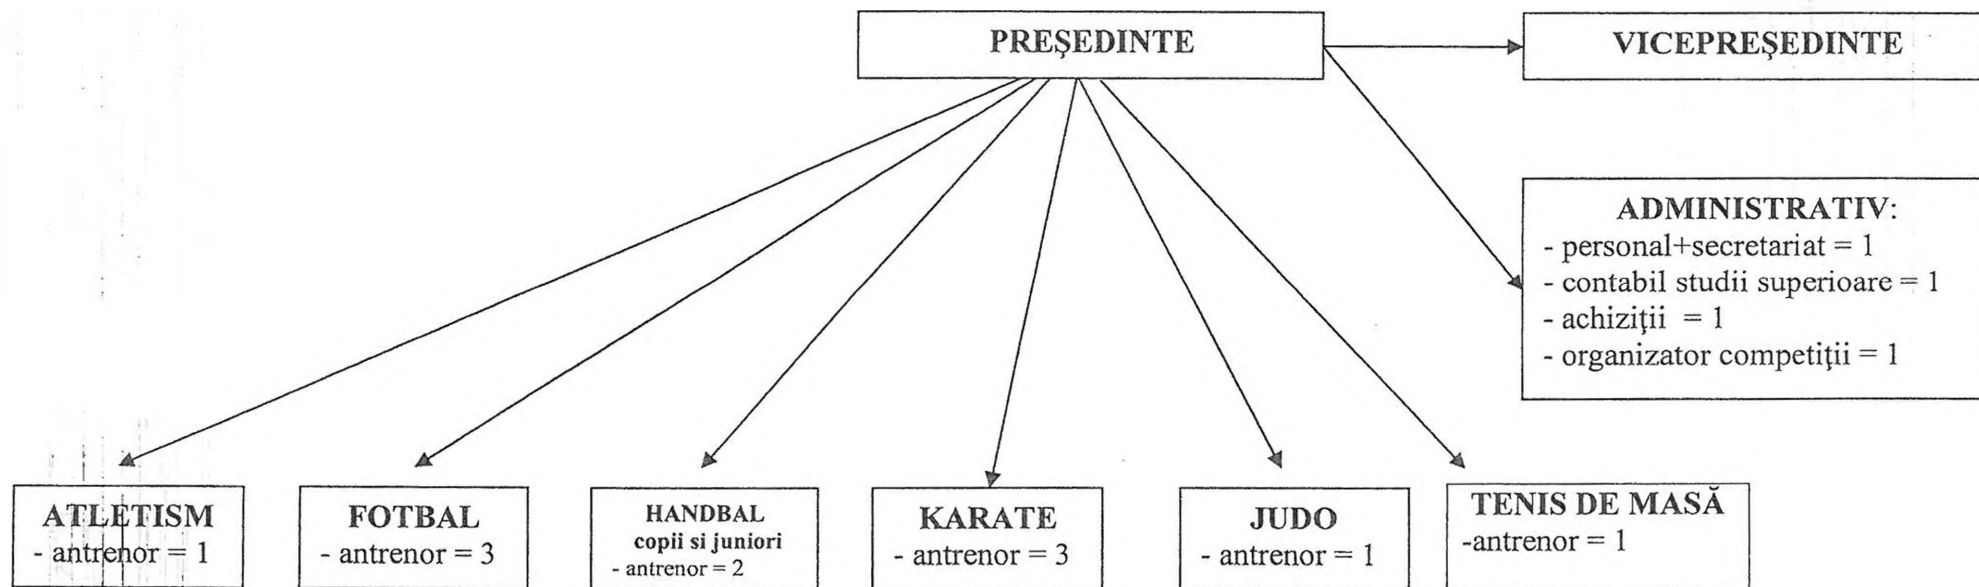 PREŞEDINTE
VICEPREŞEDINTE
ADMINISTRATIV:
- personal+secretariat = 1
- contabil studii superioare = 1
- achiziţii = 1
- organizator competiţii = 1
ATLETISM
- antrenor = 1
FOTBAL
- antrenor = 3
HANDBAL
copii si juniori
- antrenor = 2
KARATE
- antrenor = 3
JUDO
- antrenor = 1
TENIS DE MASĂ
-antrenor = 1